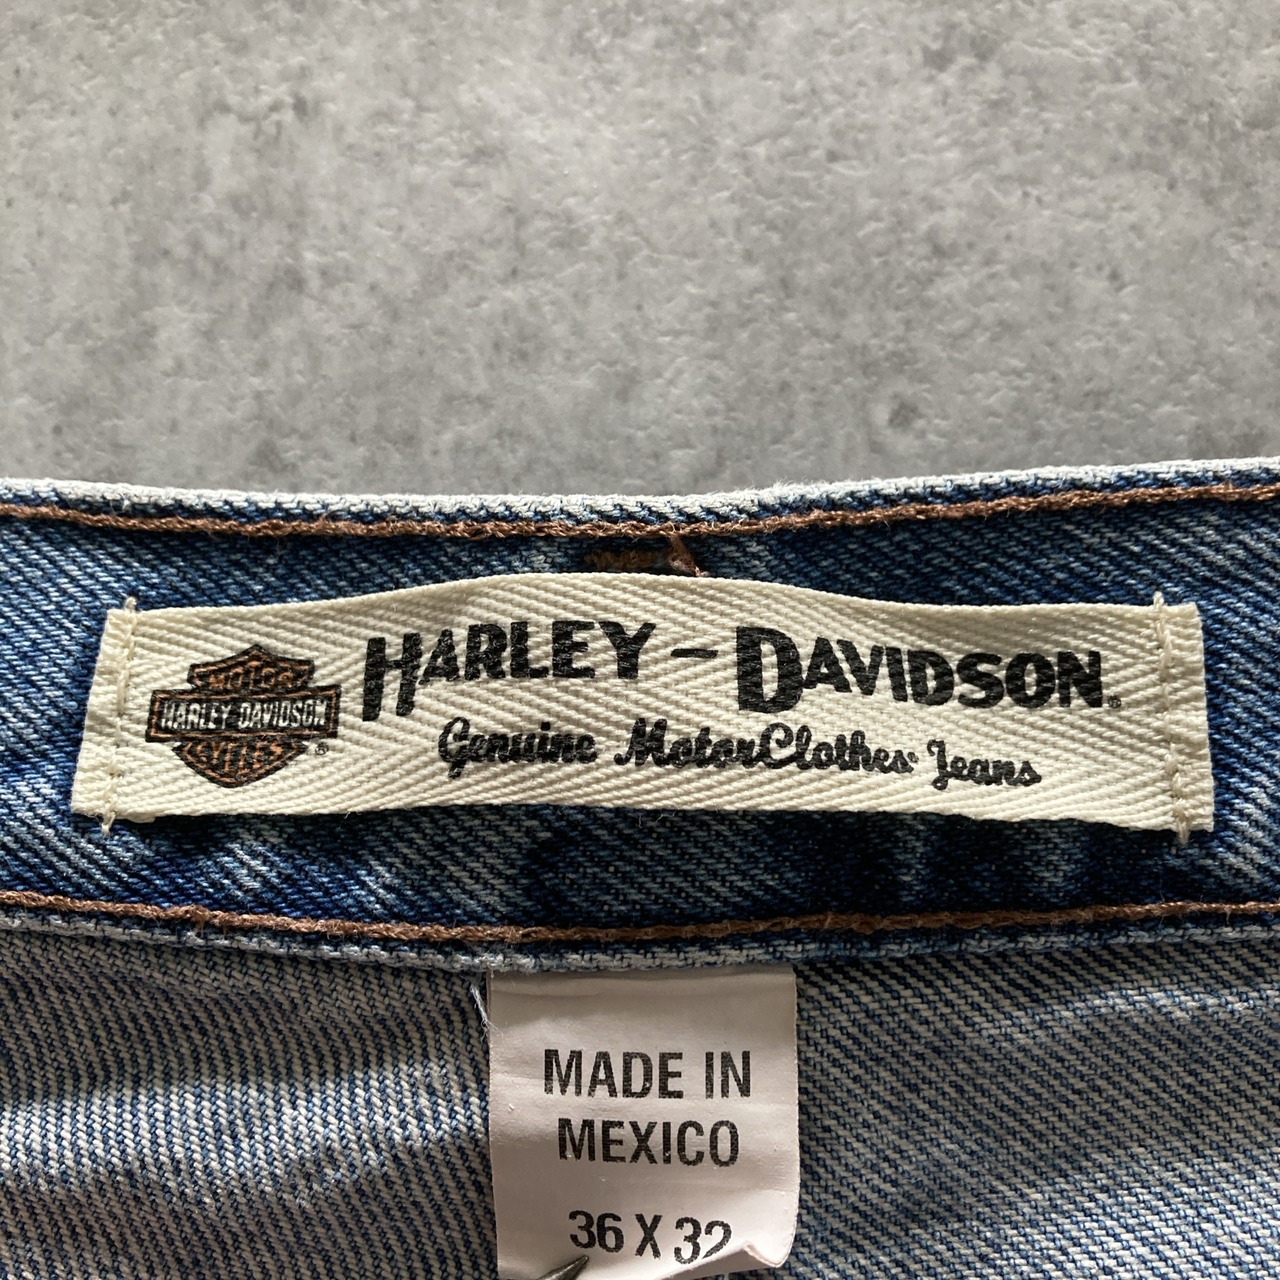 MOTOR
HARLEY-DAVIDSON
CYCLES
®
HARLEY-DAVIDSON®
Genuine MotorClothes® Jeans
MADE IN
MEXICO
36 X 32